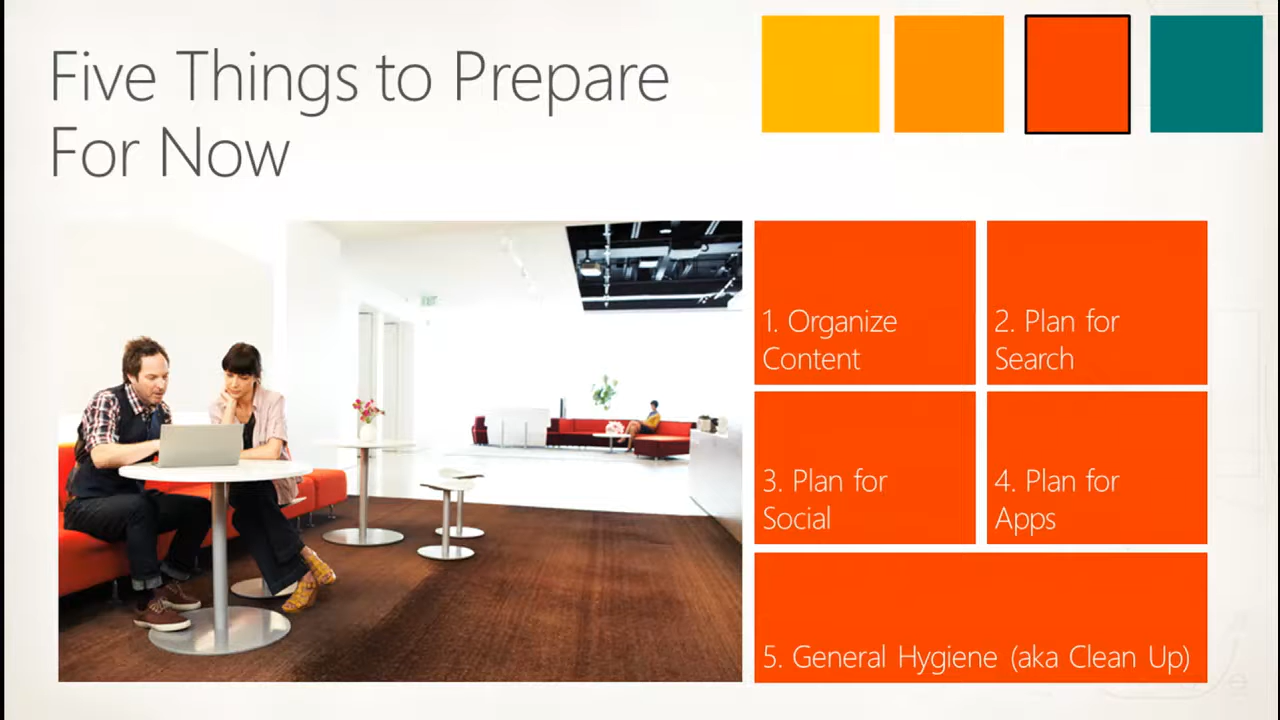 Five Things to Prepare
For Now
1. Organize
Content
2. Plan for
Search
3. Plan for
Social
4. Plan for
Apps
5. General Hygiene (aka Clean Up)